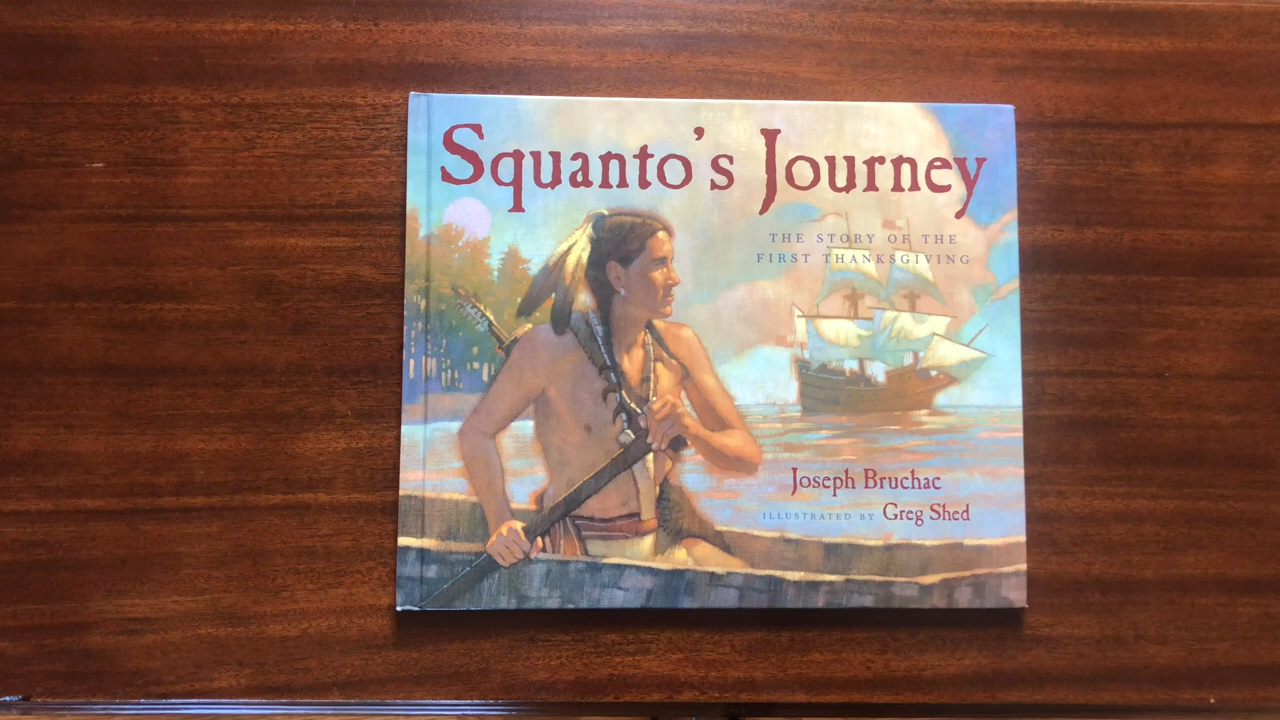 Squanto's Journey
THE STORY OF THE
FIRST THANKSGIVING
Joseph Bruchac
ILLUSTRATED BY Greg Shed